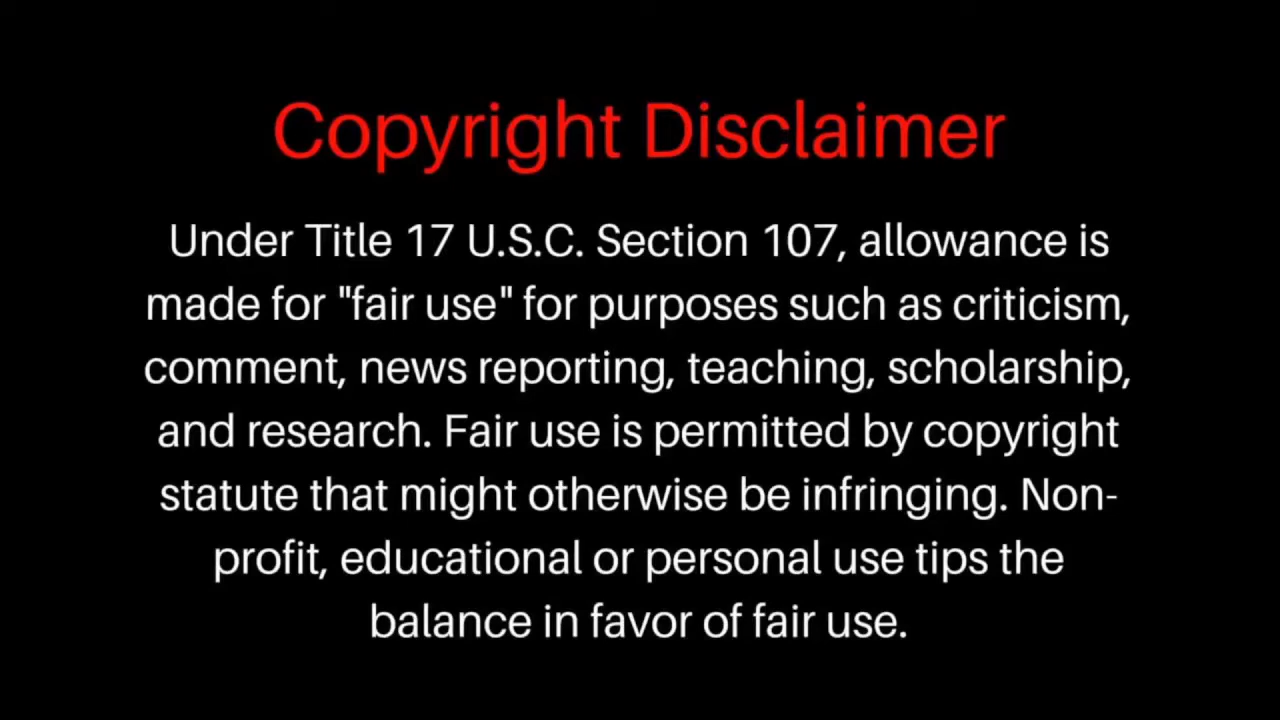 Copyright Disclaimer
Under Title 17 U.S.C. Section 107, allowance is
made for "fair use" for purposes such as criticism,
comment, news reporting, teaching, scholarship,
and research. Fair use is permitted by copyright
statute that might otherwise be infringing. Non-
profit, educational or personal use tips the
balance in favor of fair use.